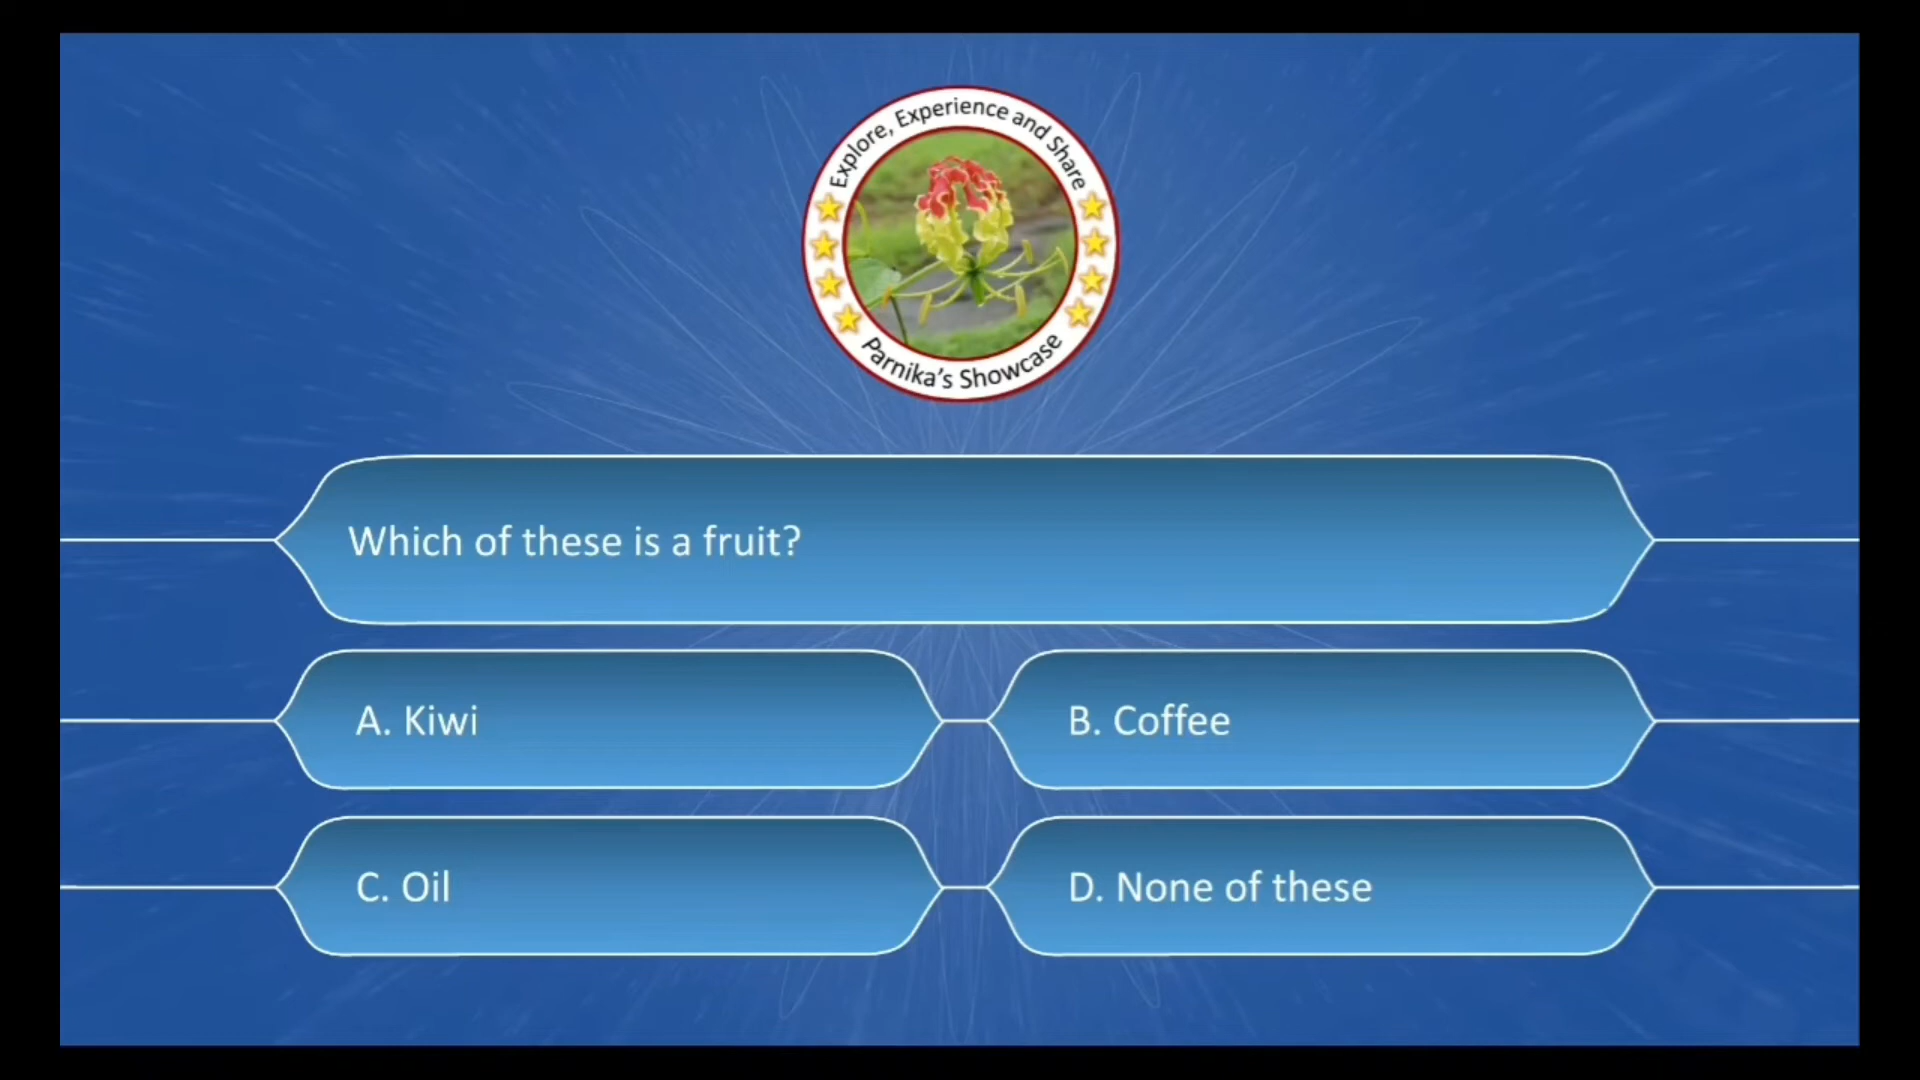 Explore, Experience and Share
Parnika's Showcase
Which of these is a fruit?
A. Kiwi
B. Coffee
C. Oil
D. None of these